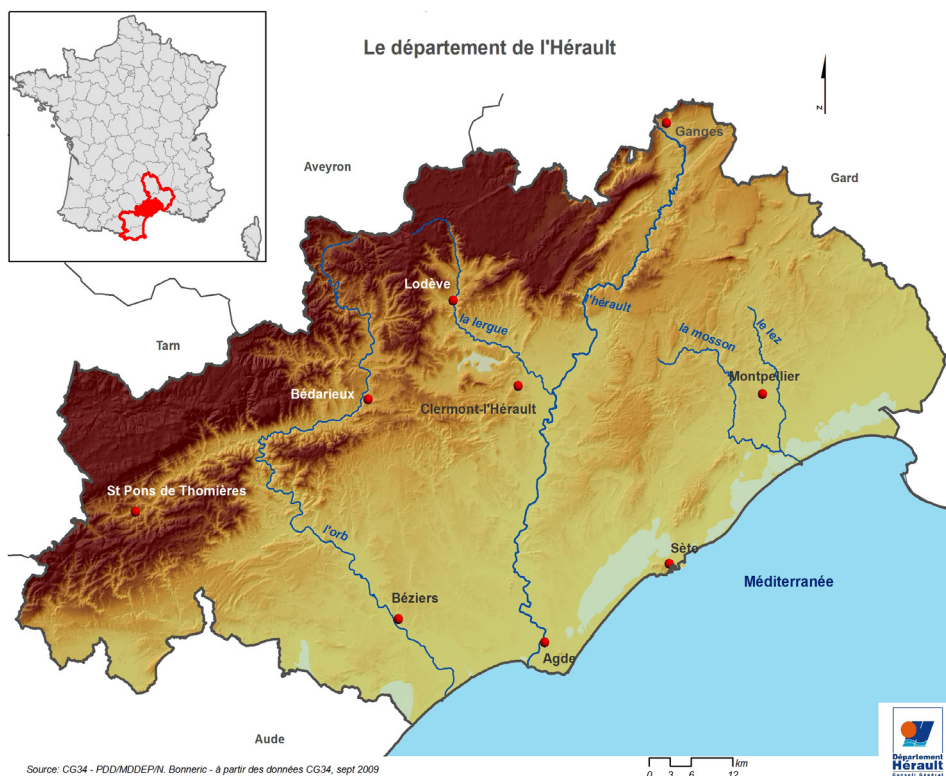 Le département de l'Hérault
N
Ganges
Aveyron
Gard
Lodève
l'hérault
la lergue
la mosson
le lez
Tarn
Montpellier
Bédarieux
Clermont-l'Hérault
St Pons de Thomières
l'orb
Sète
Méditerranée
Béziers
Agde
Aude
Département
Hérault
Conseil Général
Source: CG34 - PDD/MDDEP/N. Bonneric - à partir des données CG34, sept 2009
km
0 3 6 12